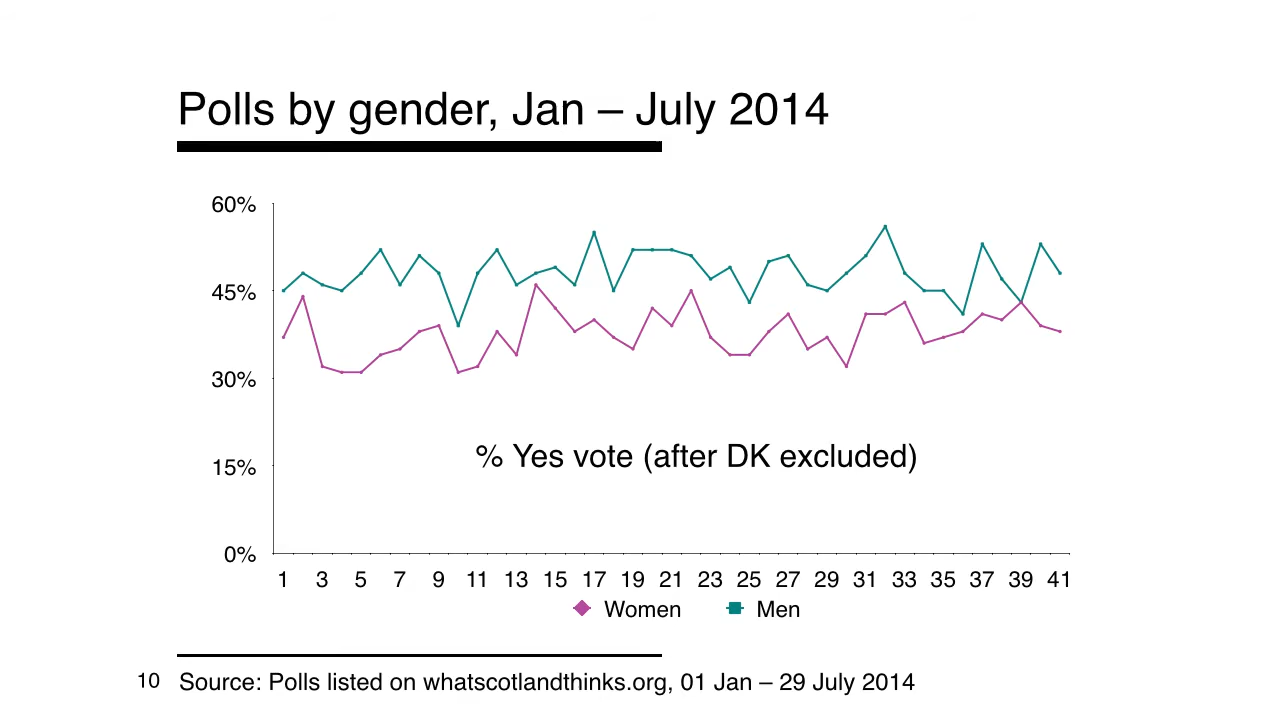 Polls by gender, Jan – July 2014
60%
45%
30%
% Yes vote (after DK excluded)
15%
0%
1 3 5 7 9 11 13 15 17 19 21 23 25 27 29 31 33 35 37 39 41
Women Men
10 Source: Polls listed on whatscotlandthinks.org, 01 Jan – 29 July 2014